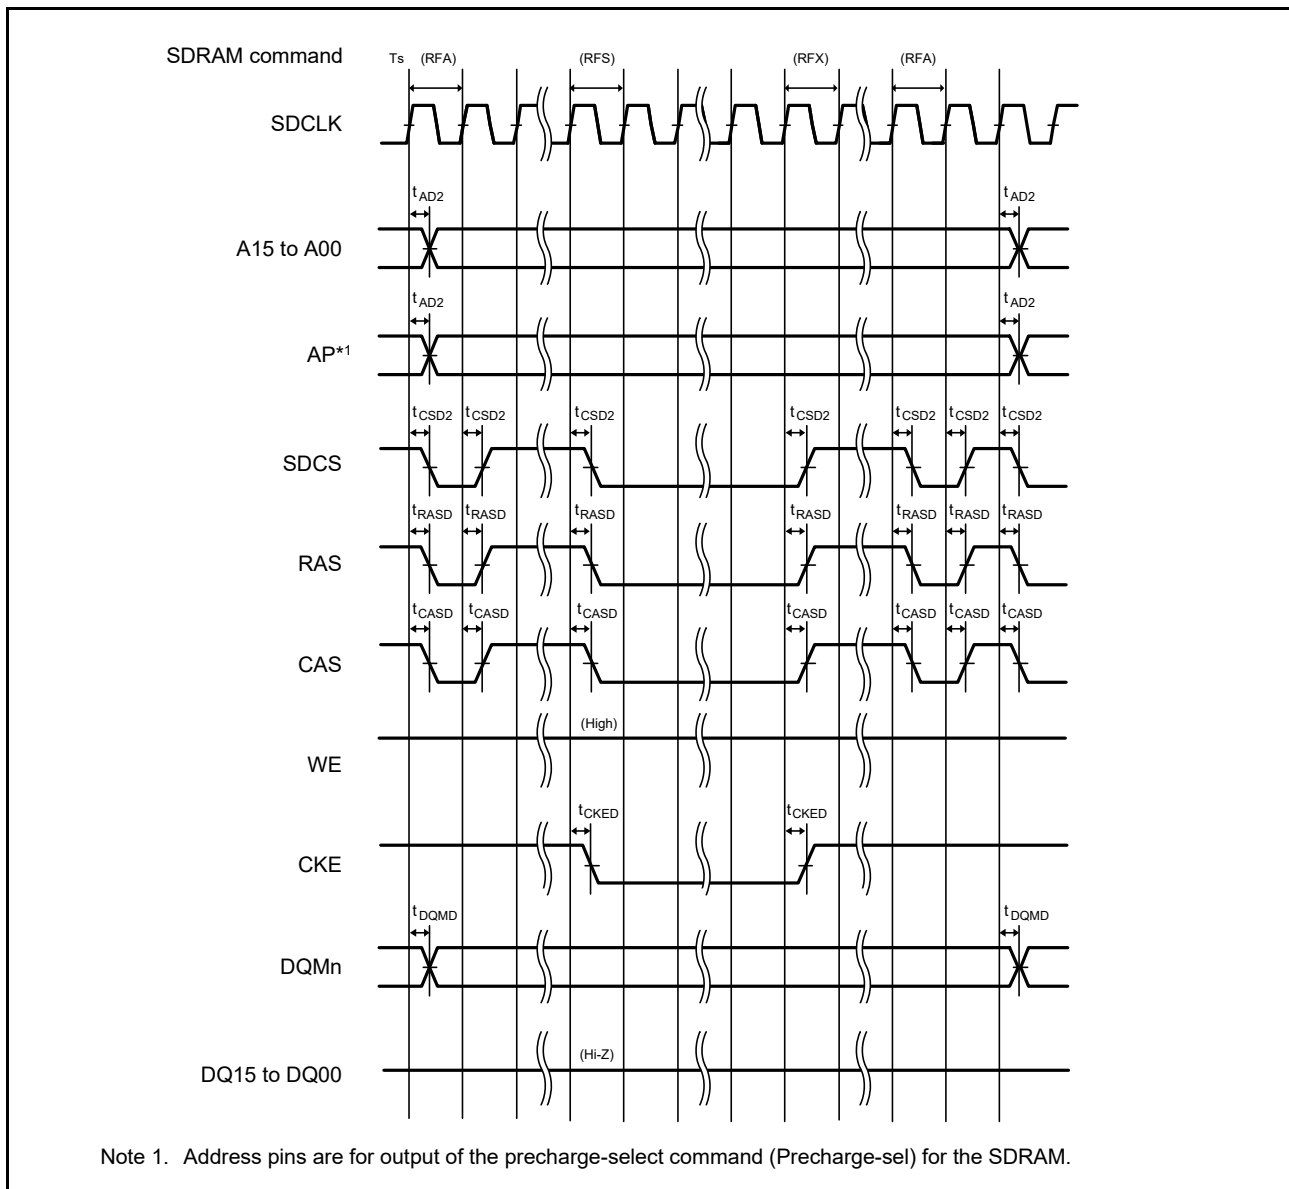 SDRAM command Ts (RFA) (RFS) (RFX) (RFA)
SDCLK
tAD2 tAD2
A15 to A00
tAD2 tAD2
AP*1
tCSD2 tCSD2 tCSD2 tCSD2 tCSD2 tCSD2 tCSD2
SDCS
tRASD tRASD tRASD tRASD tRASD tRASD tRASD
RAS
tCASD tCASD tCASD tCASD tCASD tCASD tCASD
CAS
(High)
WE
tCKED tCKED
CKE
tDQMD tDQMD
DQMn
(Hi-Z)
DQ15 to DQ00
Note 1. Address pins are for output of the precharge-select command (Precharge-sel) for the SDRAM.